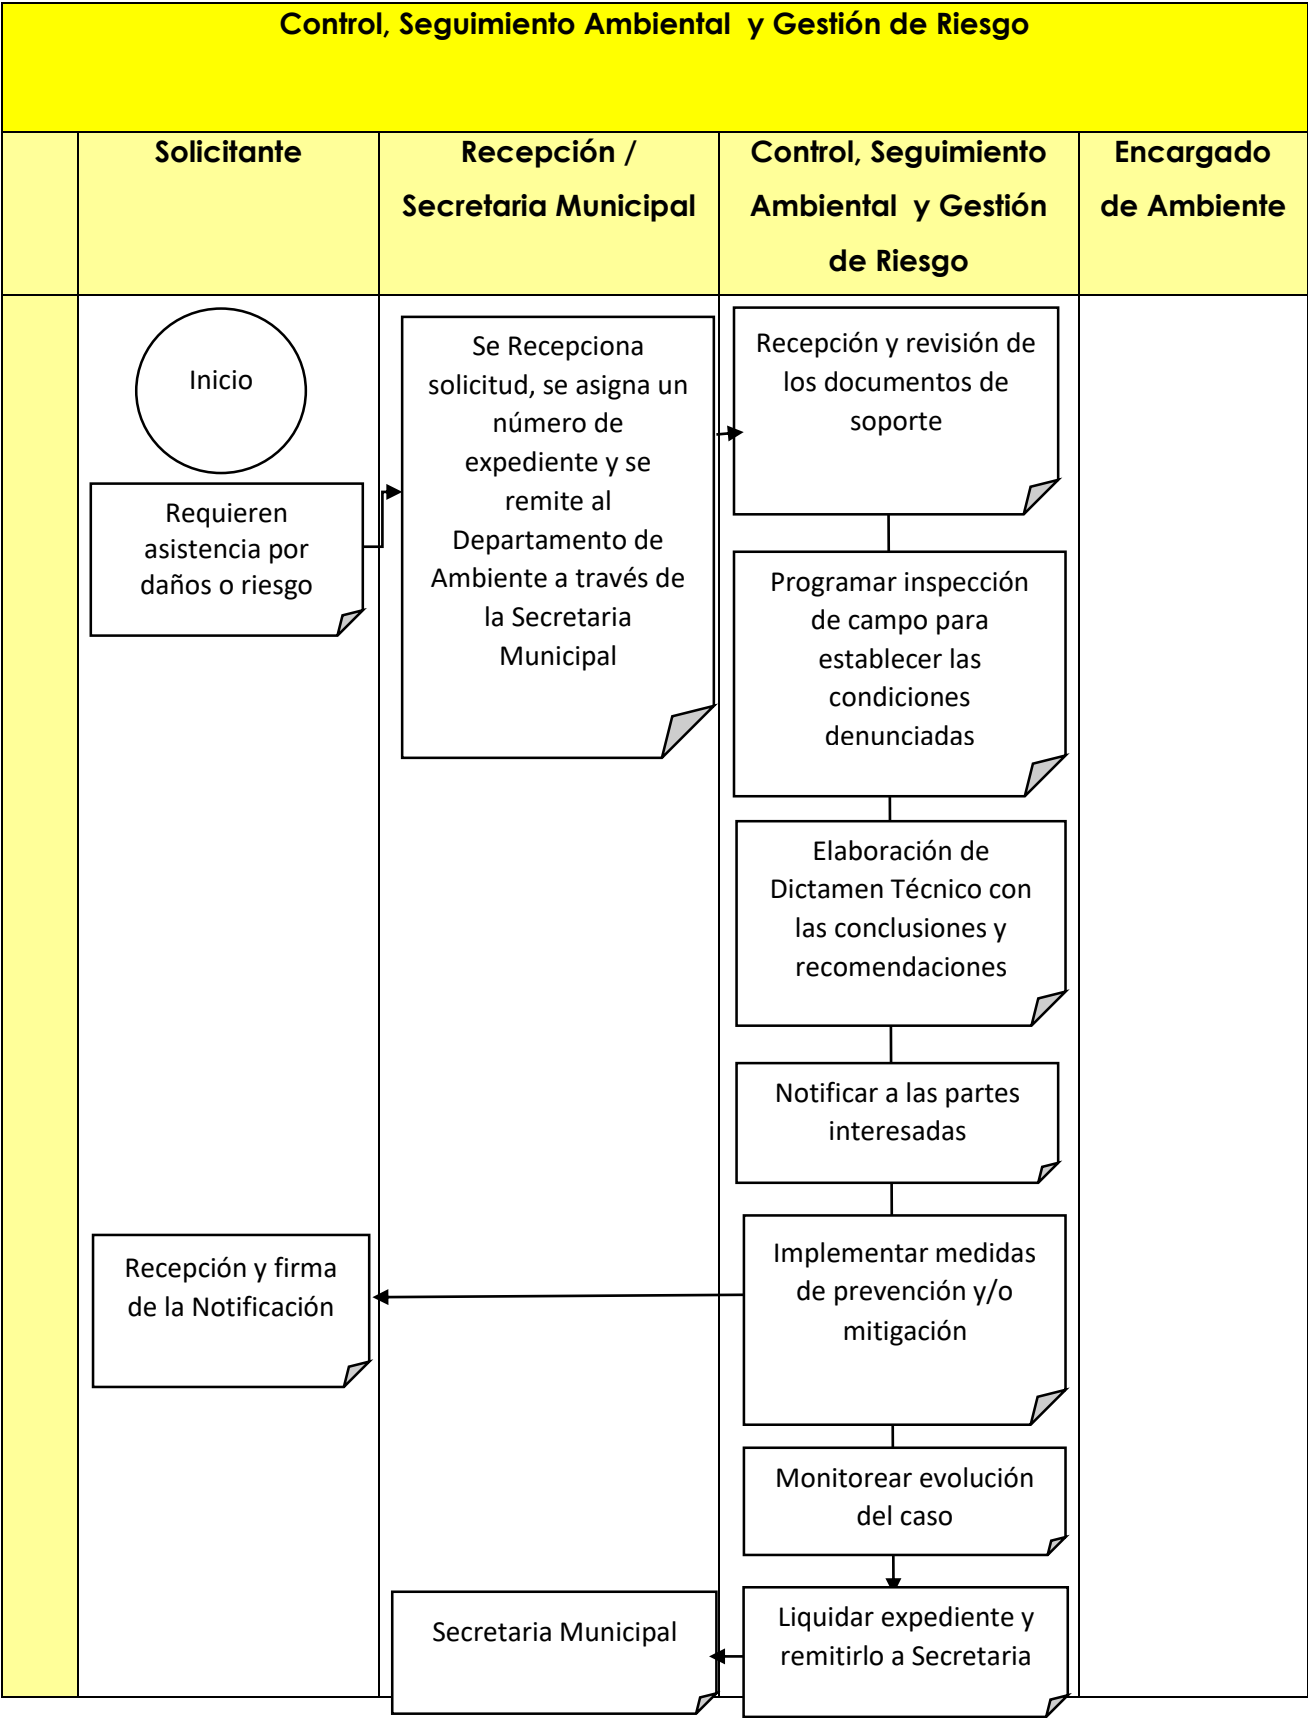 Control, Seguimiento Ambiental  y Gestión de Riesgo
Solicitante
Recepción /
Secretaria Municipal
Control, Seguimiento
Ambiental  y Gestión
de Riesgo
Encargado
de Ambiente
Inicio
Requieren
asistencia por
daños o riesgo
Se Recepciona
solicitud, se asigna un
número de
expediente y se
remite al
Departamento de
Ambiente a través de
la Secretaria
Municipal
Recepción y revisión de
los documentos de
soporte
Programar inspección
de campo para
establecer las
condiciones
denunciadas
Elaboración de
Dictamen Técnico con
las conclusiones y
recomendaciones
Notificar a las partes
interesadas
Implementar medidas
de prevención y/o
mitigación
Recepción y firma
de la Notificación
Monitorear evolución
del caso
Liquidar expediente y
remitirlo a Secretaria
Secretaria Municipal